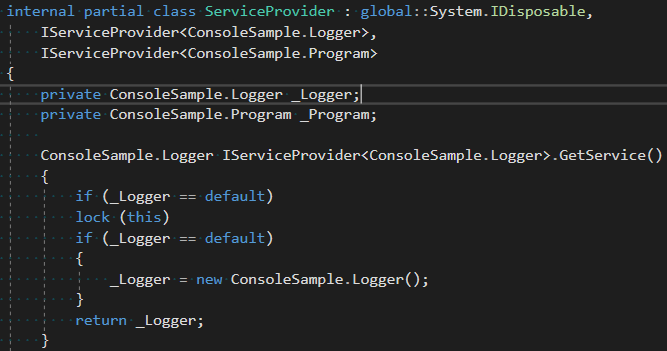 internal partial class ServiceProvider : global::System.IDisposable,
    IServiceProvider<ConsoleSample.Logger>,
    IServiceProvider<ConsoleSample.Program>
{
    private ConsoleSample.Logger _Logger;
    private ConsoleSample.Program _Program;

    ConsoleSample.Logger IServiceProvider<ConsoleSample.Logger>.GetService()
    {
        if (_Logger == default)
        lock (this)
        if (_Logger == default)
        {
            _Logger = new ConsoleSample.Logger();
        }
        return _Logger;
    }